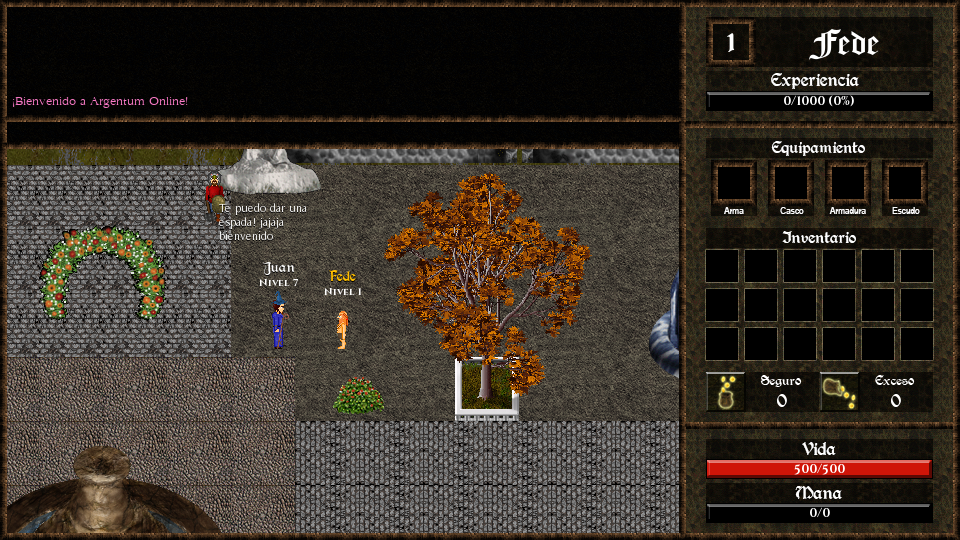 ¡Bienvenido a Argentum Online!
Te puedo dar una
espada! jajaja
bienvenido
Juan
NIVEL 7
Fede
NIVEL 1
1
Fede
Experiencia
0/1000 (0%)
Equipamiento
Arma Casco Armadura Escudo
Inventario
Seguro
0
Exceso
0
Vida
500/500
Mana
0/0